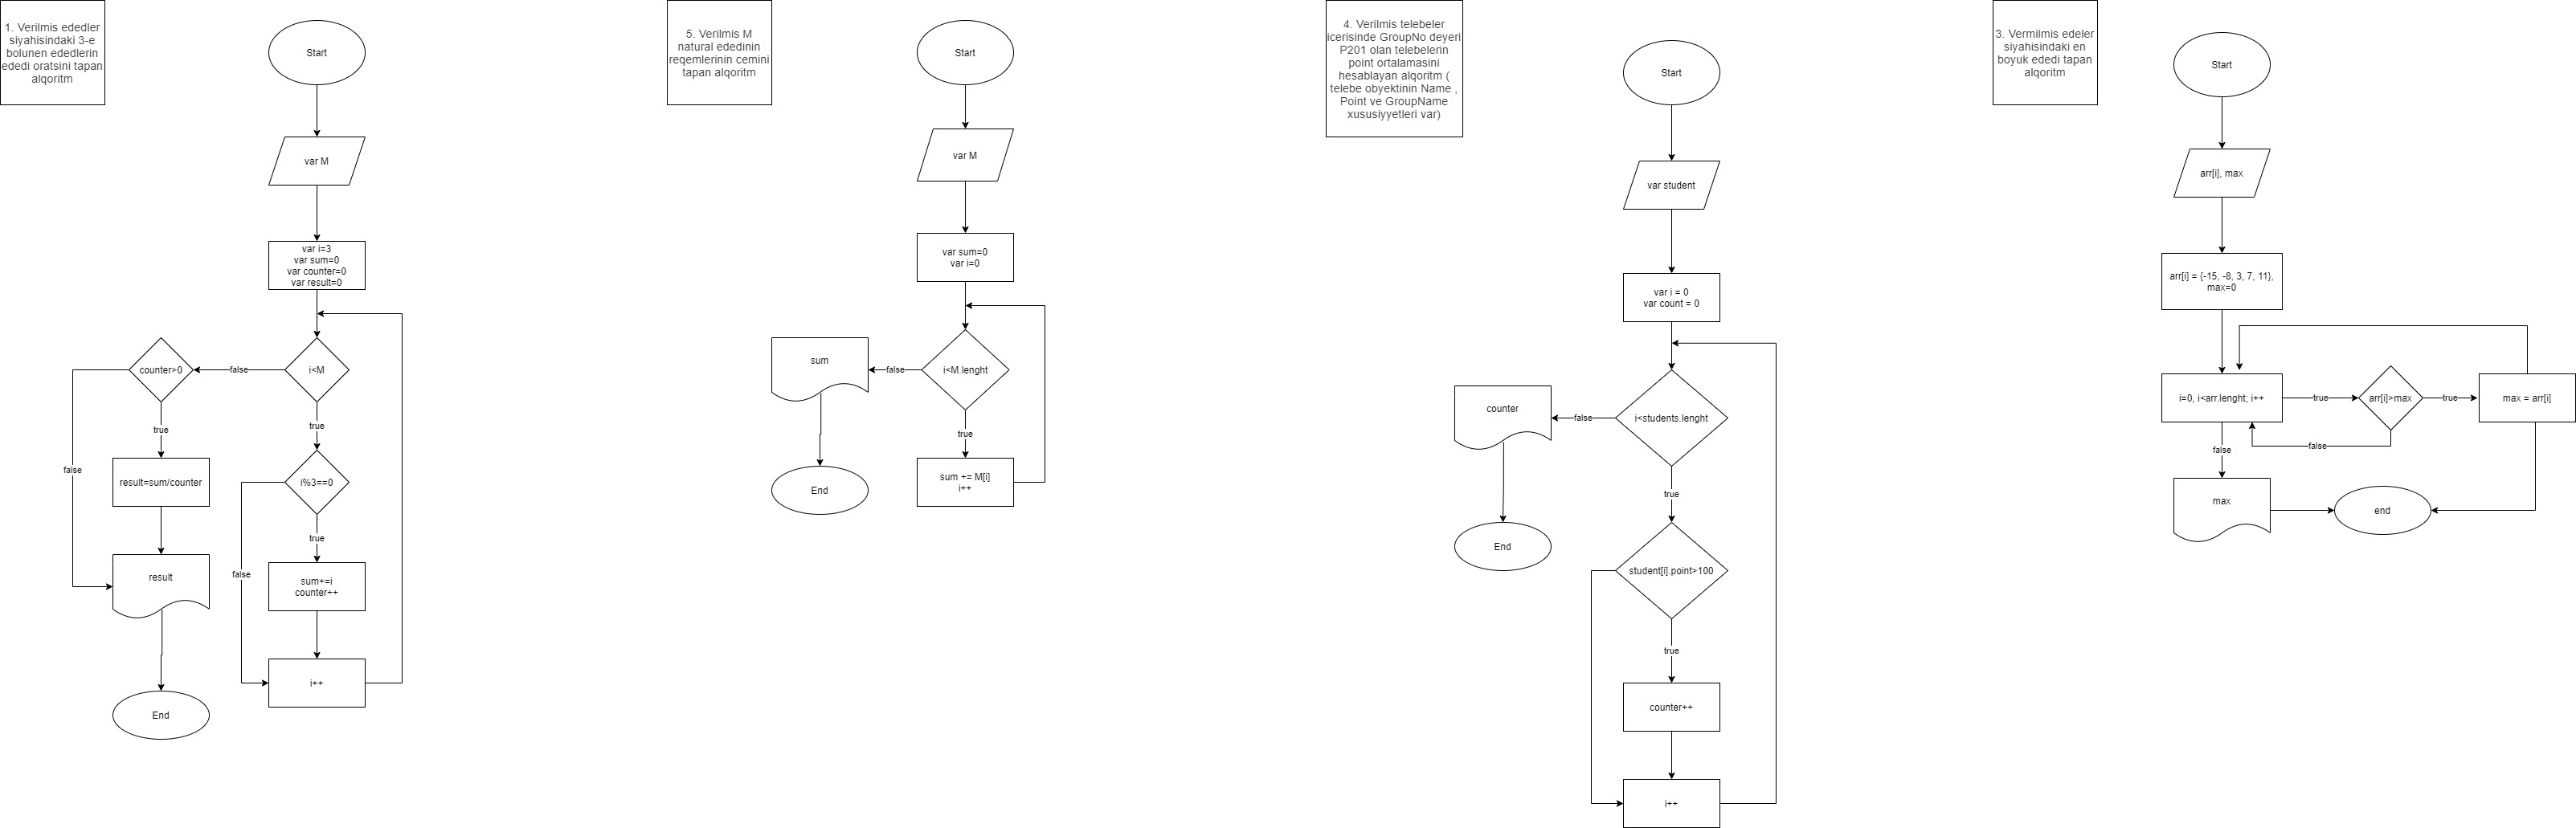 1. Verilmis ededler
siyahisindaki 3-e
bolunen ededlerin
ededi oratsini tapan
alqoritm
Start
var M
var i=3
var sum=0
var counter=0
var result=0
i<M
false
counter>0
true
true
false
result=sum/counter
i%3==0
true
false
result
sum+=i
counter++
i++
End
5. Verilmis M
natural ededinin
reqemlerinin cemini
tapan alqoritm
Start
var M
var sum=0
var i=0
i<M.lenght
false
sum
true
End
sum += M[i]
i++
4. Verilmis telebeler
icerisinde GroupNo deyeri
P201 olan telebelerin
point ortalamasini
hesablayan alqoritm (
telebe obyektinin Name ,
Point ve GroupName
xususiyyetleri var)
Start
var student
var i = 0
var count = 0
i<students.lenght
false
counter
true
End
student[i].point>100
true
counter++
i++
3. Vermilmis edeler
siyahisindaki en
boyuk ededi tapan
alqoritm
Start
arr[i], max
arr[i] = {-15, -8, 3, 7, 11},
max=0
i=0, i<arr.lenght; i++
true
arr[i]>max
true
max = arr[i]
false
false
max
end